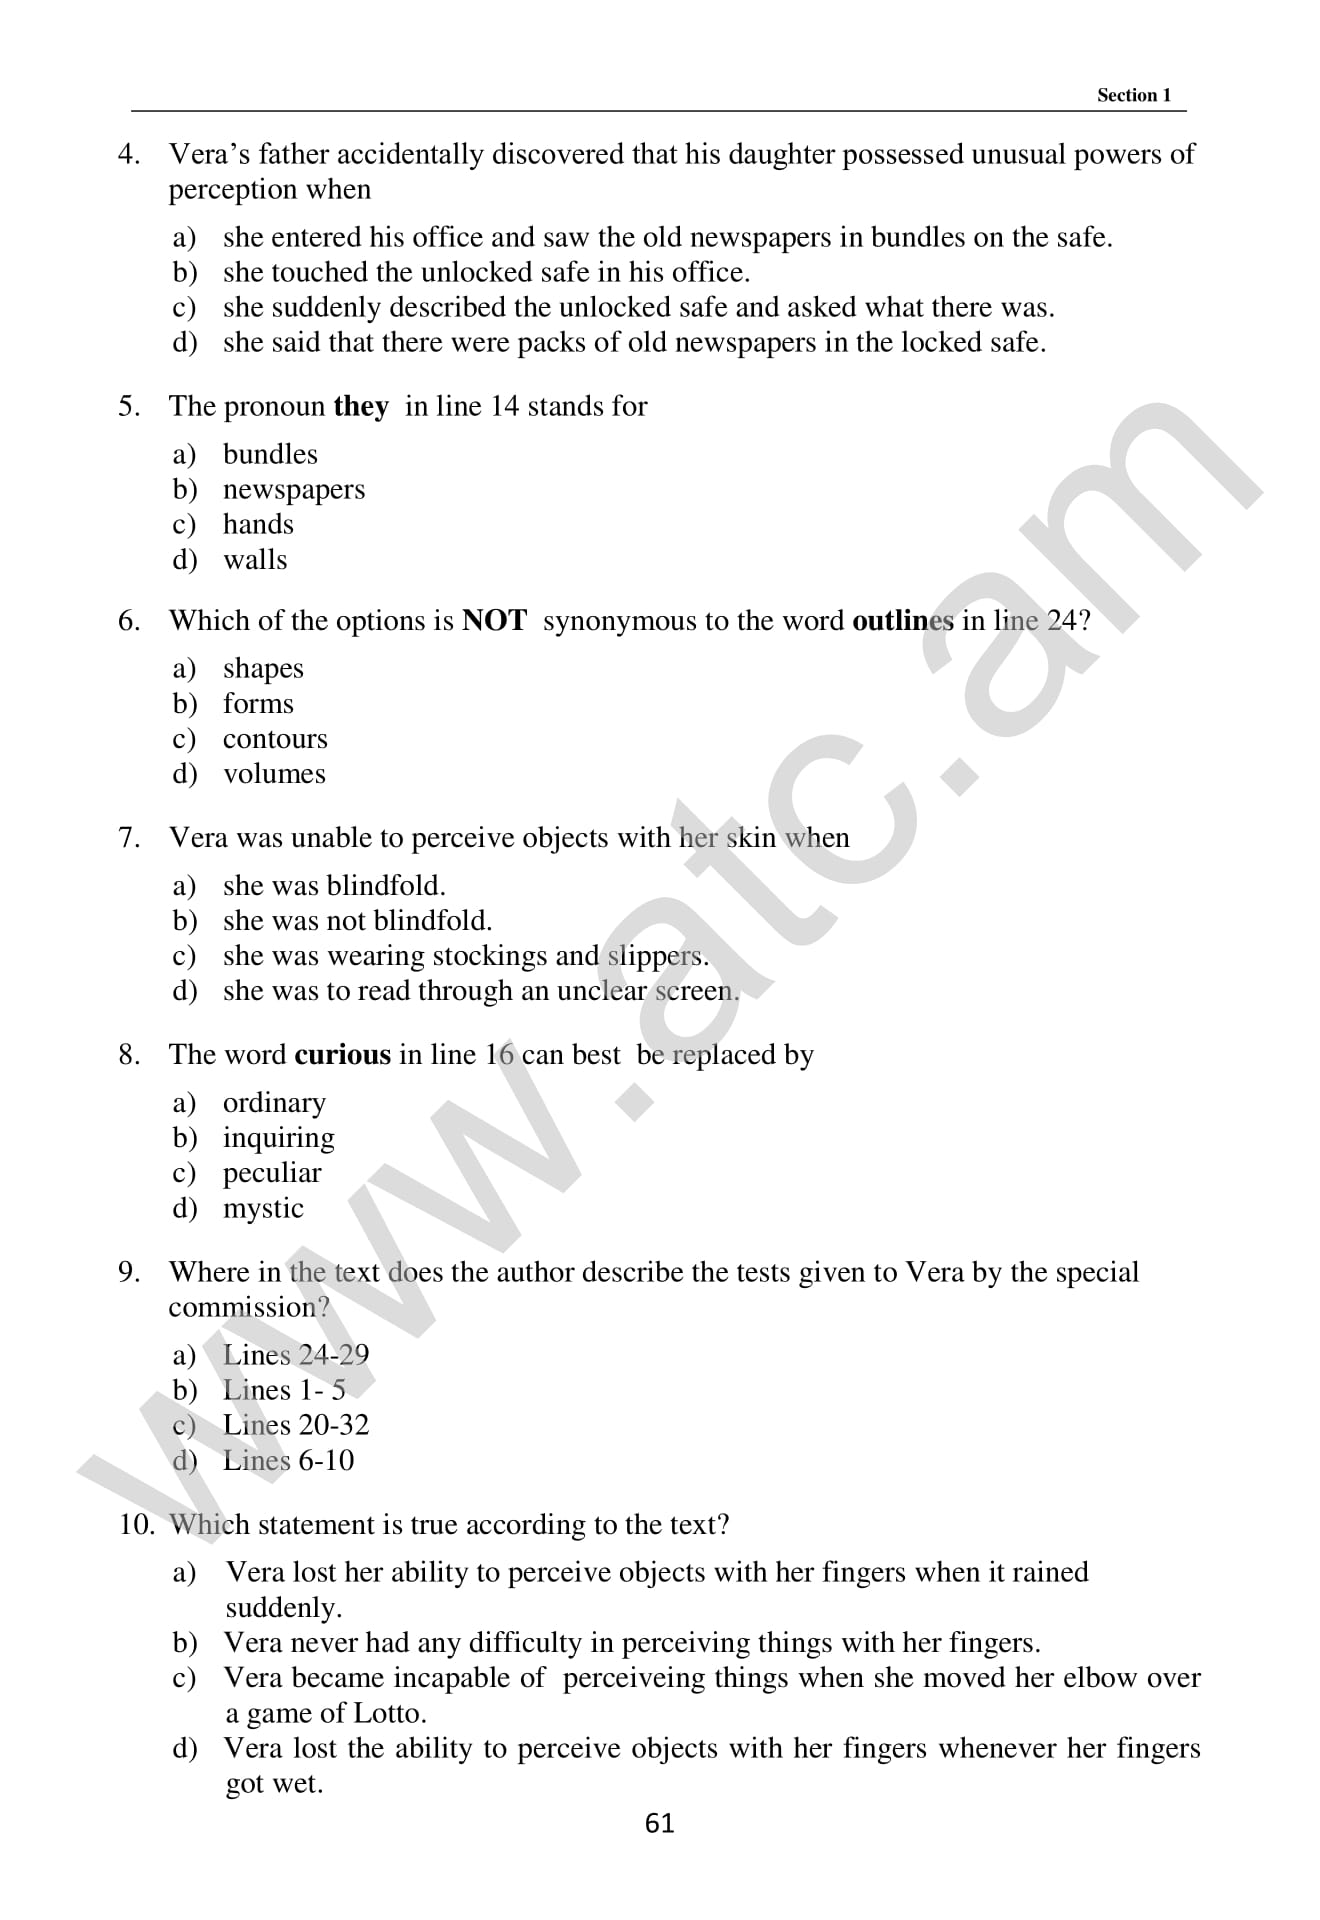 Section 1
4. Vera’s father accidentally discovered that his daughter possessed unusual powers of
perception when
a) she entered his office and saw the old newspapers in bundles on the safe.
b) she touched the unlocked safe in his office.
c) she suddenly described the unlocked safe and asked what there was.
d) she said that there were packs of old newspapers in the locked safe.
5. The pronoun they in line 14 stands for
a) bundles
b) newspapers
c) hands
d) walls
6. Which of the options is NOT synonymous to the word outlines in line 24?
a) shapes
b) forms
c) contours
d) volumes
7. Vera was unable to perceive objects with her skin when
a) she was blindfold.
b) she was not blindfold.
c) she was wearing stockings and slippers.
d) she was to read through an unclear screen.
8. The word curious in line 16 can best be replaced by
a) ordinary
b) inquiring
c) peculiar
d) mystic
9. Where in the text does the author describe the tests given to Vera by the special
commission?
a) Lines 24-29
b) Lines 1- 5
c) Lines 20-32
d) Lines 6-10
10. Which statement is true according to the text?
a) Vera lost her ability to perceive objects with her fingers when it rained
suddenly.
b) Vera never had any difficulty in perceiving things with her fingers.
c) Vera became incapable of perceiveing things when she moved her elbow over
a game of Lotto.
d) Vera lost the ability to perceive objects with her fingers whenever her fingers
got wet.
61
www.atc.am